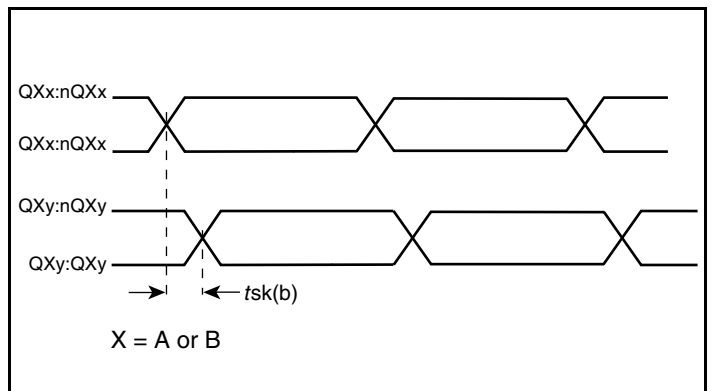 QXx:nQXx
QXx:nQXx
QXy:nQXy
QXy:QXy
tsk(b)
X = A or B